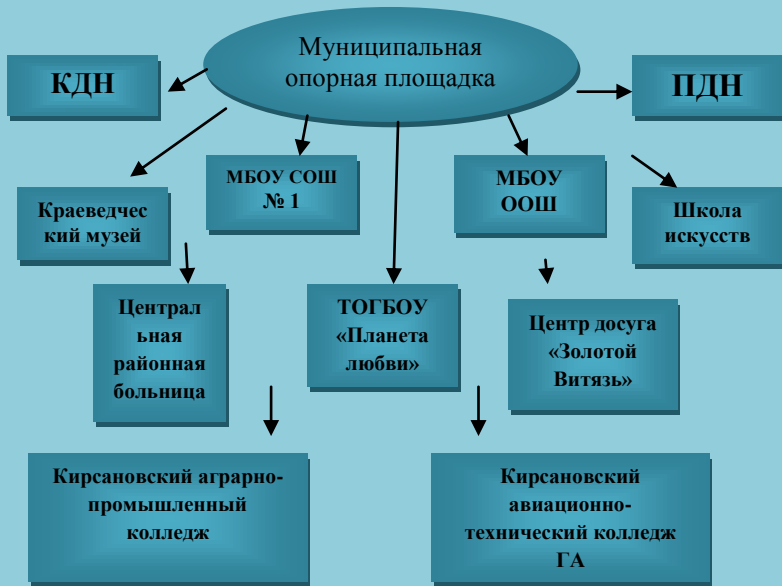 Муниципальная
опорная площадка
КДН
ПДН
МБОУ СОШ
№ 1
МБОУ
ООШ
Краеведчес
кий музей
Школа
искусств
Централ
ьная
районная
больница
ТОГБОУ
«Планета
любви»
Центр досуга
«Золотой
Витязь»
Кирсановский аграрно-
промышленный
колледж
Кирсановский
авиационно-
технический колледж
ГА